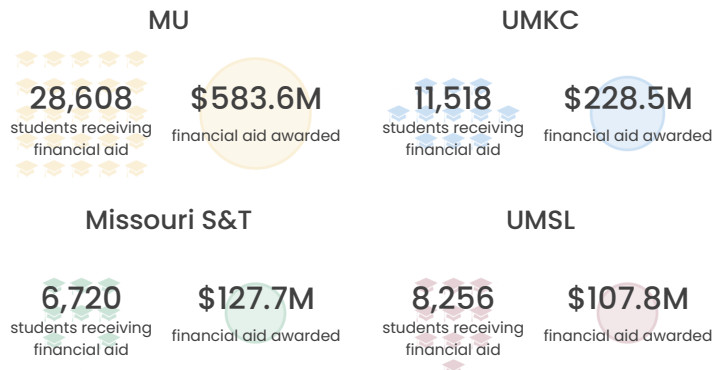 MU
28,608
students receiving
financial aid
$583.6M
financial aid awarded
UMKC
11,518
students receiving
financial aid
$228.5M
financial aid awarded
Missouri S&T
6,720
students receiving
financial aid
$127.7M
financial aid awarded
UMSL
8,256
students receiving
financial aid
$107.8M
financial aid awarded